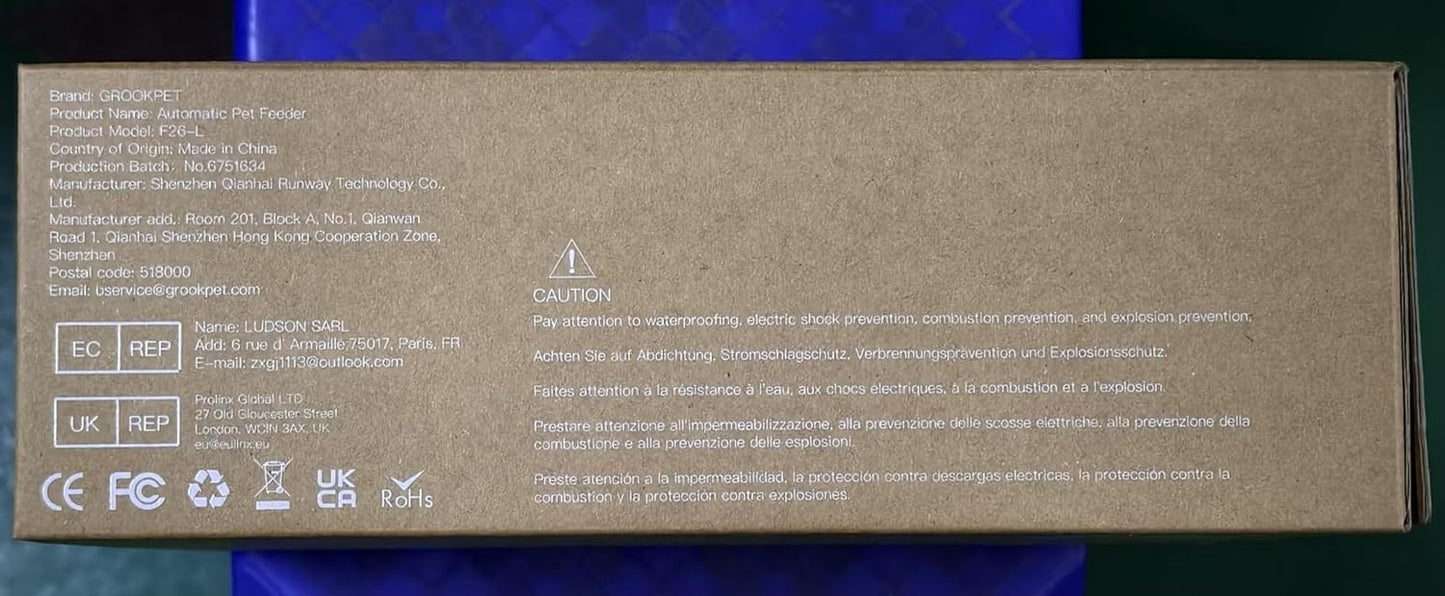 Brand: GROOKPET
Product Name: Automatic Pet Feeder
Product Model: F26-L
Country of Origin: Made in China
Production Batch: No.6751634
Manufacturer: Shenzhen Qianhai Runway Technology Co.,
Ltd.
Manufacturer add.: Room 201, Block A, No.1, Qianwan
Road 1, Qianhai Shenzhen Hong Kong Cooperation Zone,
Shenzhen
Postal code: 518000
Email: bservice@grookpet.com
EC REP
Name: LUDSON SARL
Add: 6 rue d' Armaille,75017, Paris, FR
E-mail: zxgj1113@outlook.com
UK REP
Prolinx Global LTD
27 Old Gloucester Street
London, WC1N 3AX, UK
eu@eulinx.eu
CE FC UK CA RoHs
CAUTION
Pay attention to waterproofing, electric shock prevention, combustion prevention, and explosion prevention.
Achten Sie auf Abdichtung, Stromschlagschutz, Verbrennungsprävention und Explosionsschutz.
Faites attention à la résistance à l'eau, aux chocs électriques, à la combustion et a l'explosion.
Prestare attenzione all'impermeabilizzazione, alla prevenzione delle scosse elettriche, alla prevenzione della
combustione e alla prevenzione delle esplosioni.
Preste atención a la impermeabilidad, la protección contra descargas electricas, la protección contra la
combustion y la protección contra explosiones.